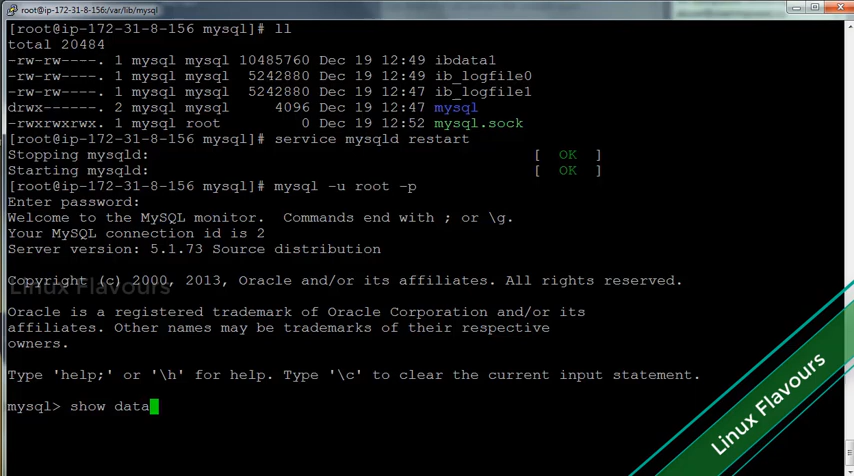 root@ip-172-31-8-156:/var/lib/mysql
[root@ip-172-31-8-156 mysql]# ll
total 20484
-rw-rw----. 1 mysql mysql 10485760 Dec 19 12:49 ibdata1
-rw-rw----. 1 mysql mysql  5242880 Dec 19 12:49 ib_logfile0
-rw-rw----. 1 mysql mysql  5242880 Dec 19 12:47 ib_logfile1
drwx------. 2 mysql mysql     4096 Dec 19 12:47 mysql
-rwxrwxrwx. 1 mysql root         0 Dec 19 12:52 mysql.sock
[root@ip-172-31-8-156 mysql]# service mysqld restart
Stopping mysqld:                                           [  OK  ]
Starting mysqld:                                           [  OK  ]
[root@ip-172-31-8-156 mysql]# mysql -u root -p
Enter password:
Welcome to the MySQL monitor.  Commands end with ; or \g.
Your MySQL connection id is 2
Server version: 5.1.73 Source distribution
Copyright (c) 2000, 2013, Oracle and/or its affiliates. All rights reserved.
Linux Flavours
Oracle is a registered trademark of Oracle Corporation and/or its
affiliates. Other names may be trademarks of their respective
owners.
Type 'help;' or '\h' for help. Type '\c' to clear the current input statement.
mysql> show data
Linux Flavours